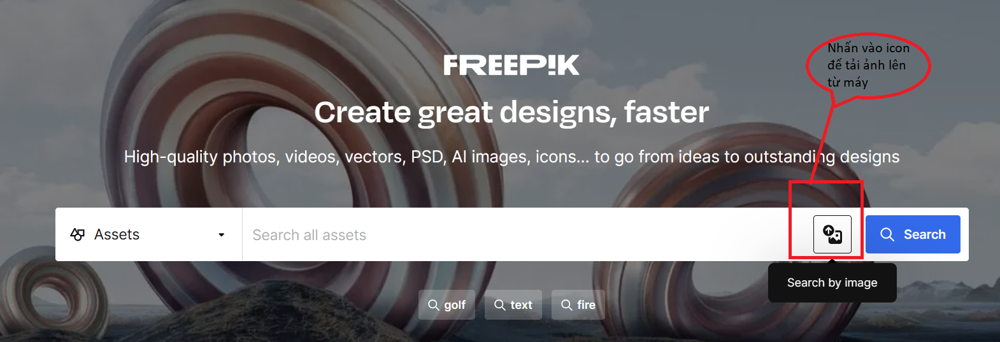 Nhấn vào icon
để tải ảnh lên
từ máy
FREEP!K
Create great designs, faster
High-quality photos, videos, vectors, PSD, AI images, icons... to go from ideas to outstanding designs
Assets
Search all assets
Search
Search by image
golf
text
fire